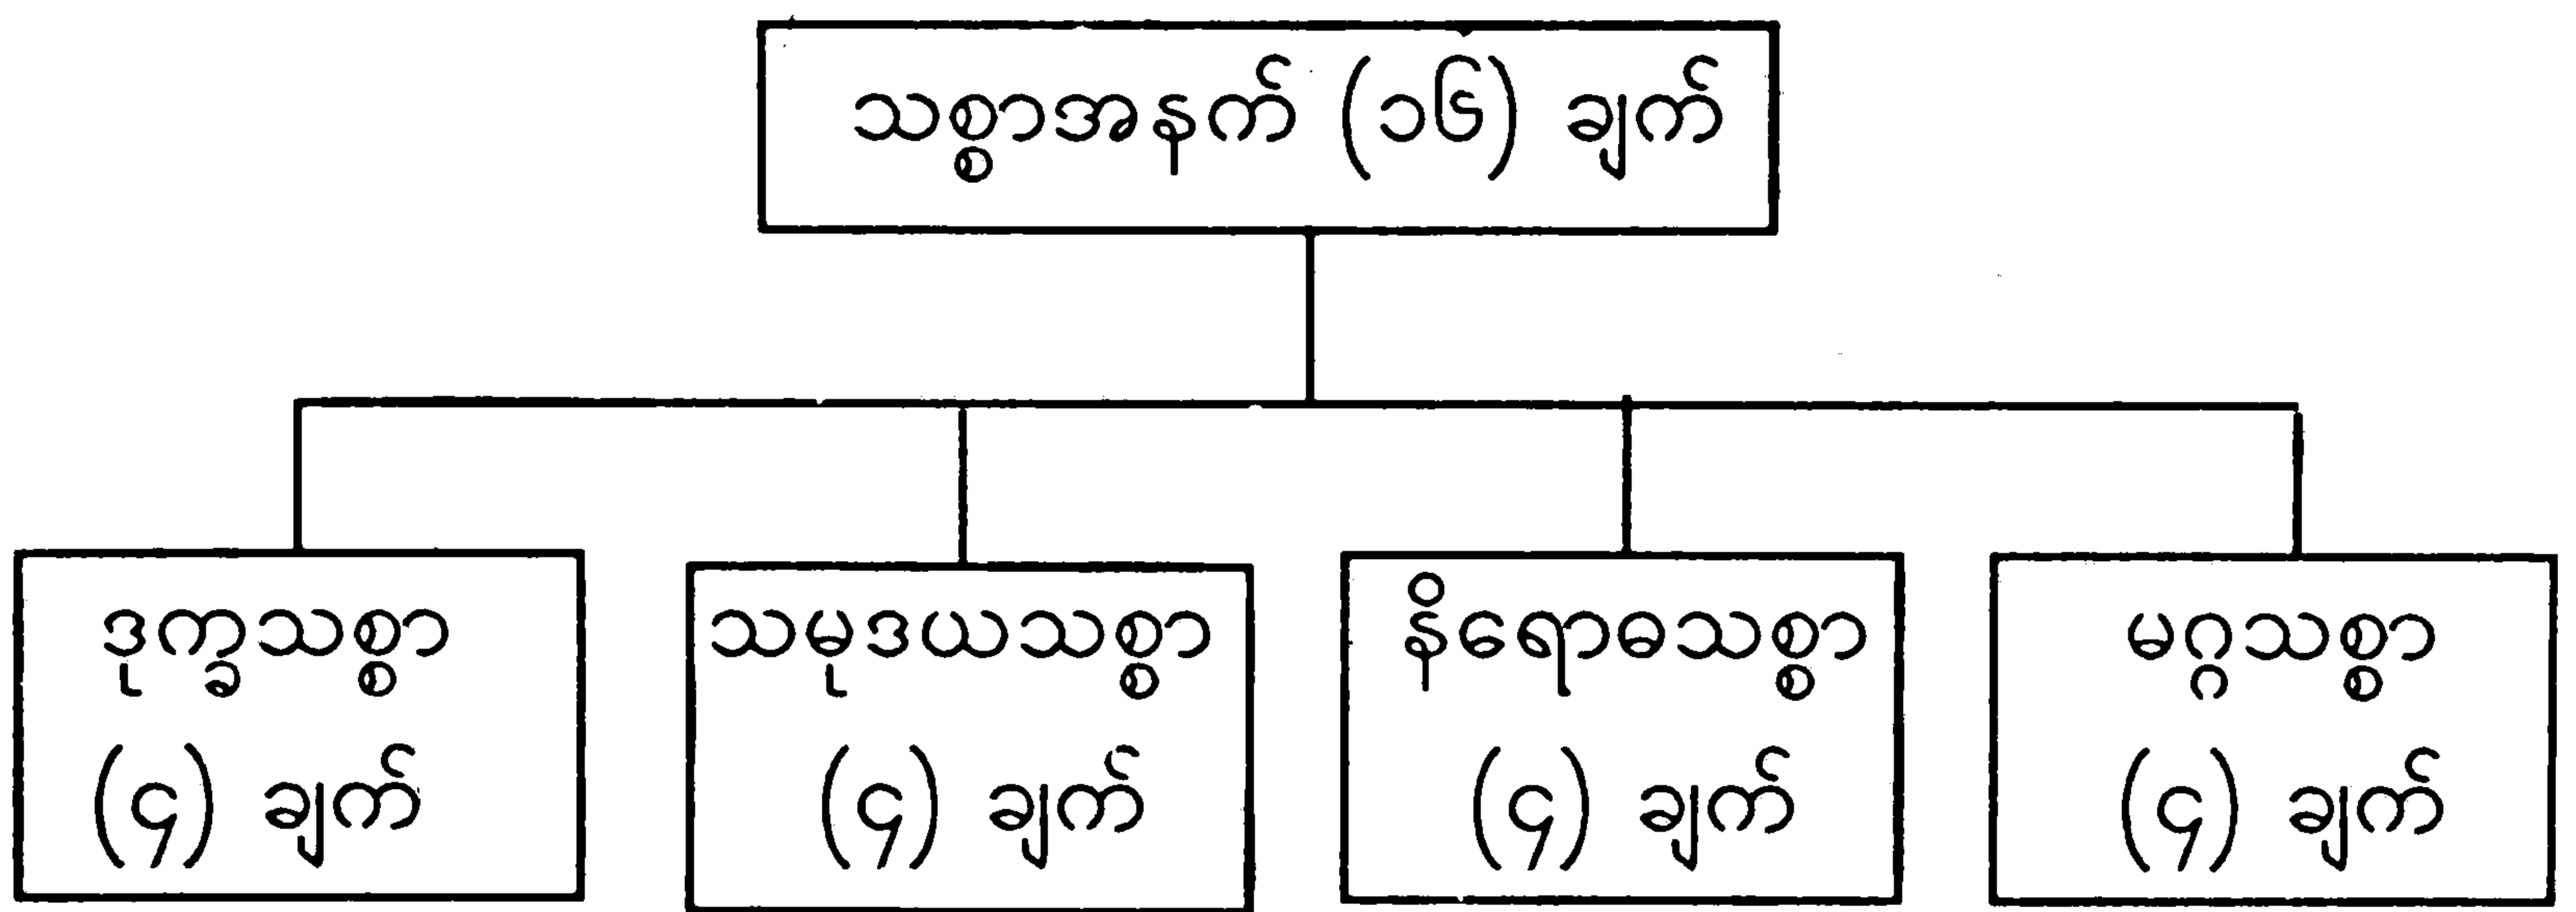 သစ္စာအနက် (၁၆) ချက်
ဒုက္ခသစ္စာ
(၄) ချက်
သမုဒယသစ္စာ
(၄) ချက်
နိရောဓသစ္စာ
(၄) ချက်
မဂ္ဂသစ္စာ
(၄) ချက်